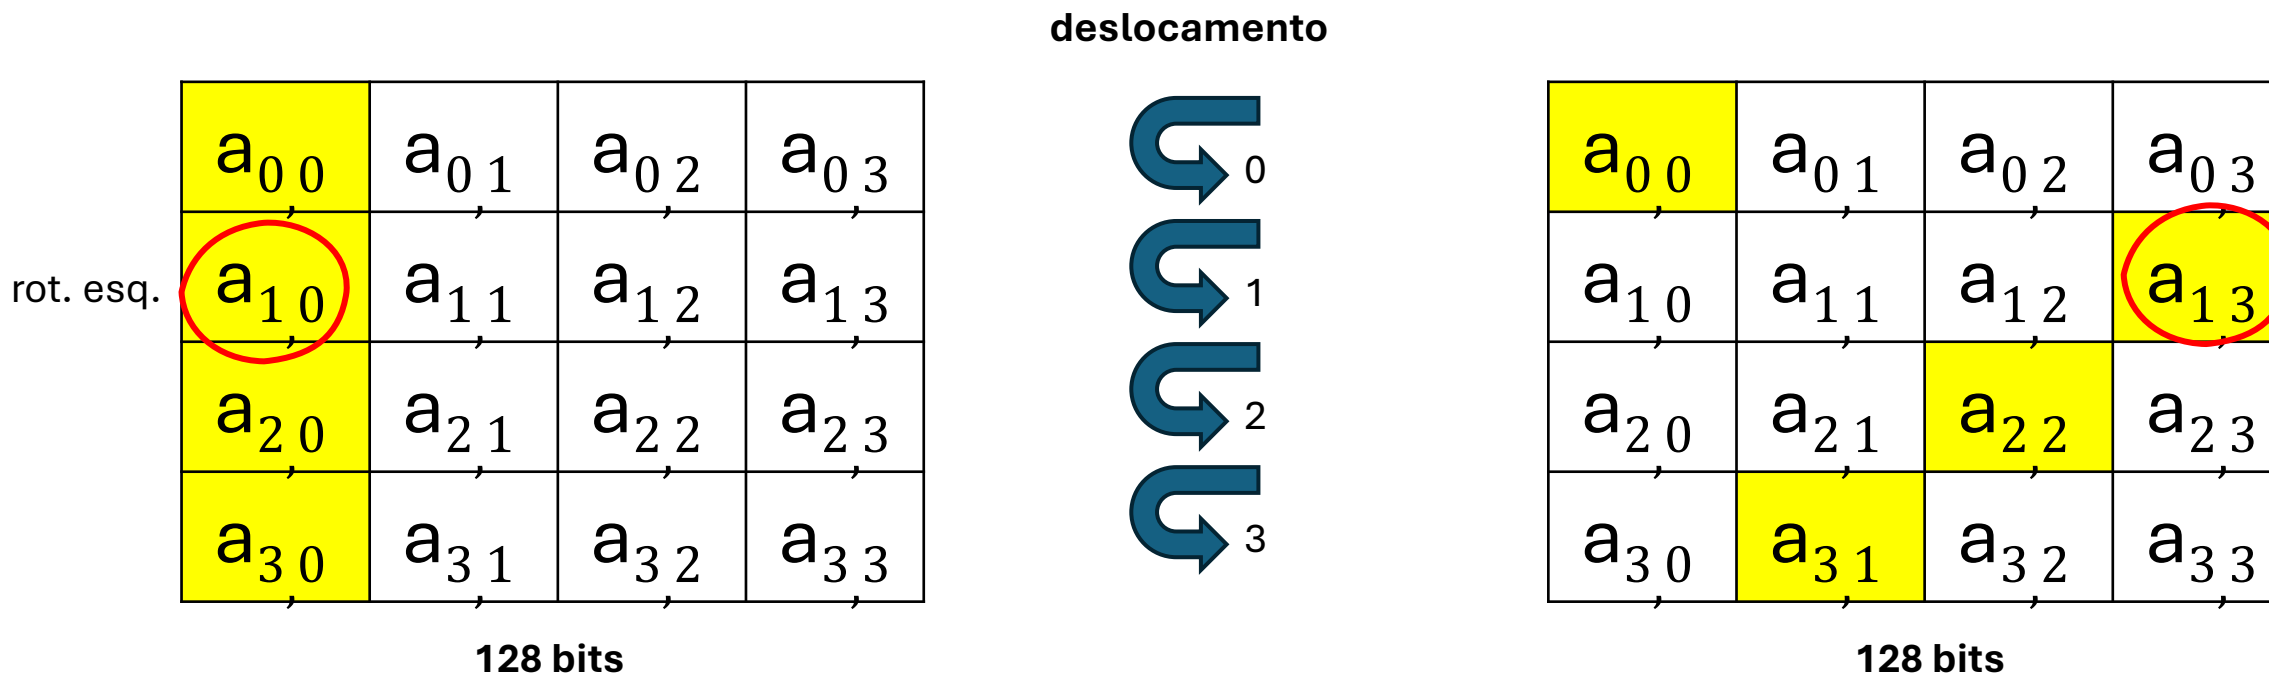 deslocamento
a0,0 a0,1 a0,2 a0,3 0 a0,0 a0,1 a0,2 a0,3
rot. esq. a1,0 a1,1 a1,2 a1,3 1 a1,0 a1,1 a1,2 a1,3
a2,0 a2,1 a2,2 a2,3 2 a2,0 a2,1 a2,2 a2,3
a3,0 a3,1 a3,2 a3,3 3 a3,0 a3,1 a3,2 a3,3
128 bits 128 bits